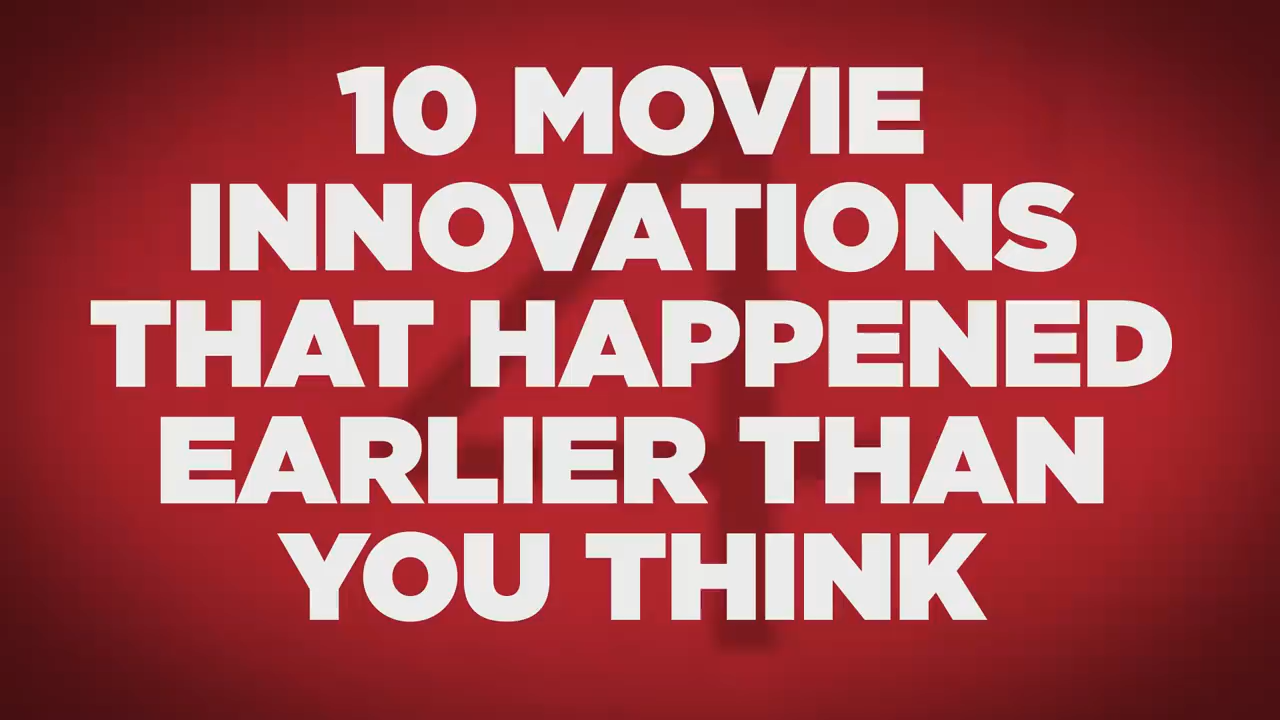 10 MOVIE
INNOVATIONS
THAT HAPPENED
EARLIER THAN
YOU THINK